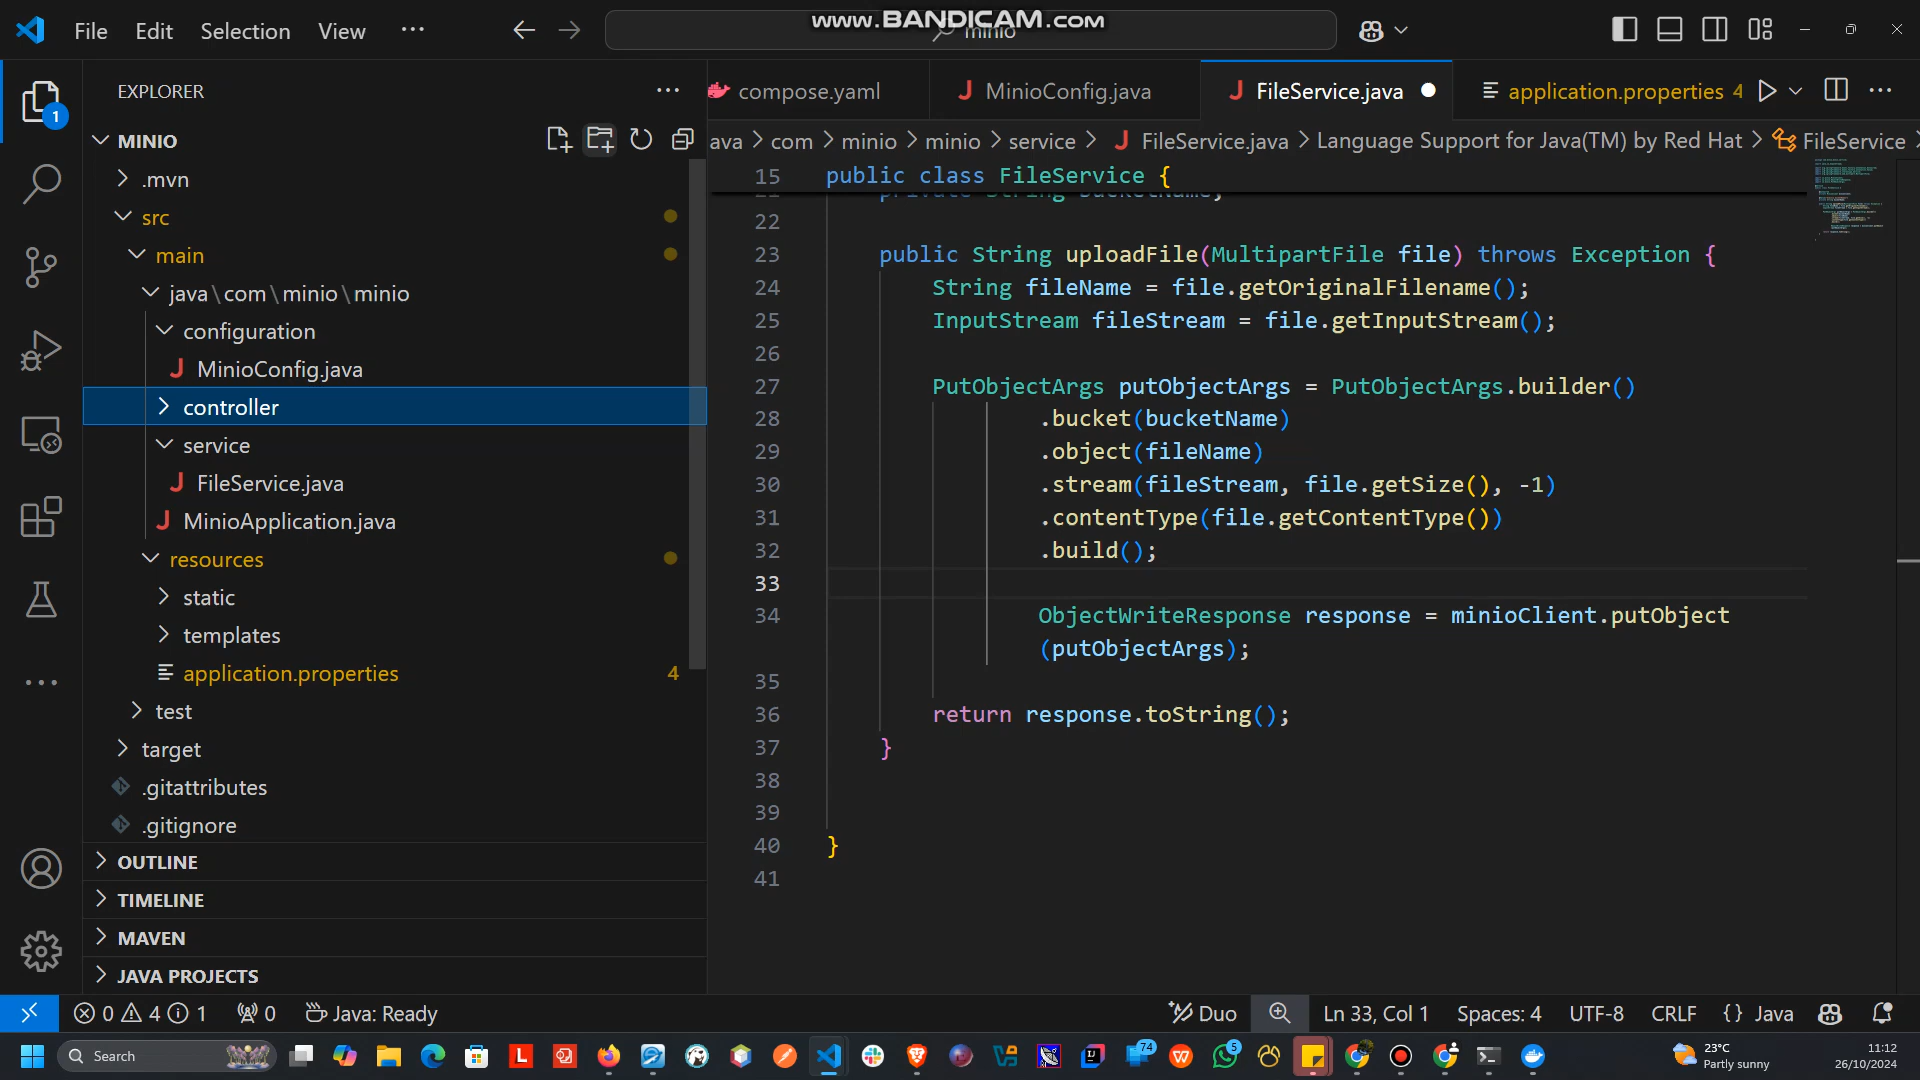 File Edit Selection View ... minio
www.BANDICAM.com
EXPLORER
compose.yaml MinioConfig.java FileService.java application.properties 4
MINIO
ava > com > minio > minio > service > FileService.java > Language Support for Java(TM) by Red Hat > FileService >
.mvn
src
main
java\com\minio\minio
configuration
MinioConfig.java
controller
service
FileService.java
MinioApplication.java
resources
static
templates
application.properties 4
test
target
.gitattributes
.gitignore
OUTLINE
TIMELINE
MAVEN
JAVA PROJECTS
15 public class FileService {
22
23 public String uploadFile(MultipartFile file) throws Exception {
24 String fileName = file.getOriginalFilename();
25 InputStream fileStream = file.getInputStream();
26
27 PutObjectArgs putObjectArgs = PutObjectArgs.builder()
28 .bucket(bucketName)
29 .object(fileName)
30 .stream(fileStream, file.getSize(), -1)
31 .contentType(file.getContentType())
32 .build();
33
34 ObjectWriteResponse response = minioClient.putObject
(putObjectArgs);
35
36 return response.toString();
37 }
38
39
40 }
41
1
0 4 1 0 Java: Ready Duo Ln 33, Col 1 Spaces: 4 UTF-8 CRLF {} Java
Search 74 5 23°C 11:12
Partly sunny 26/10/2024